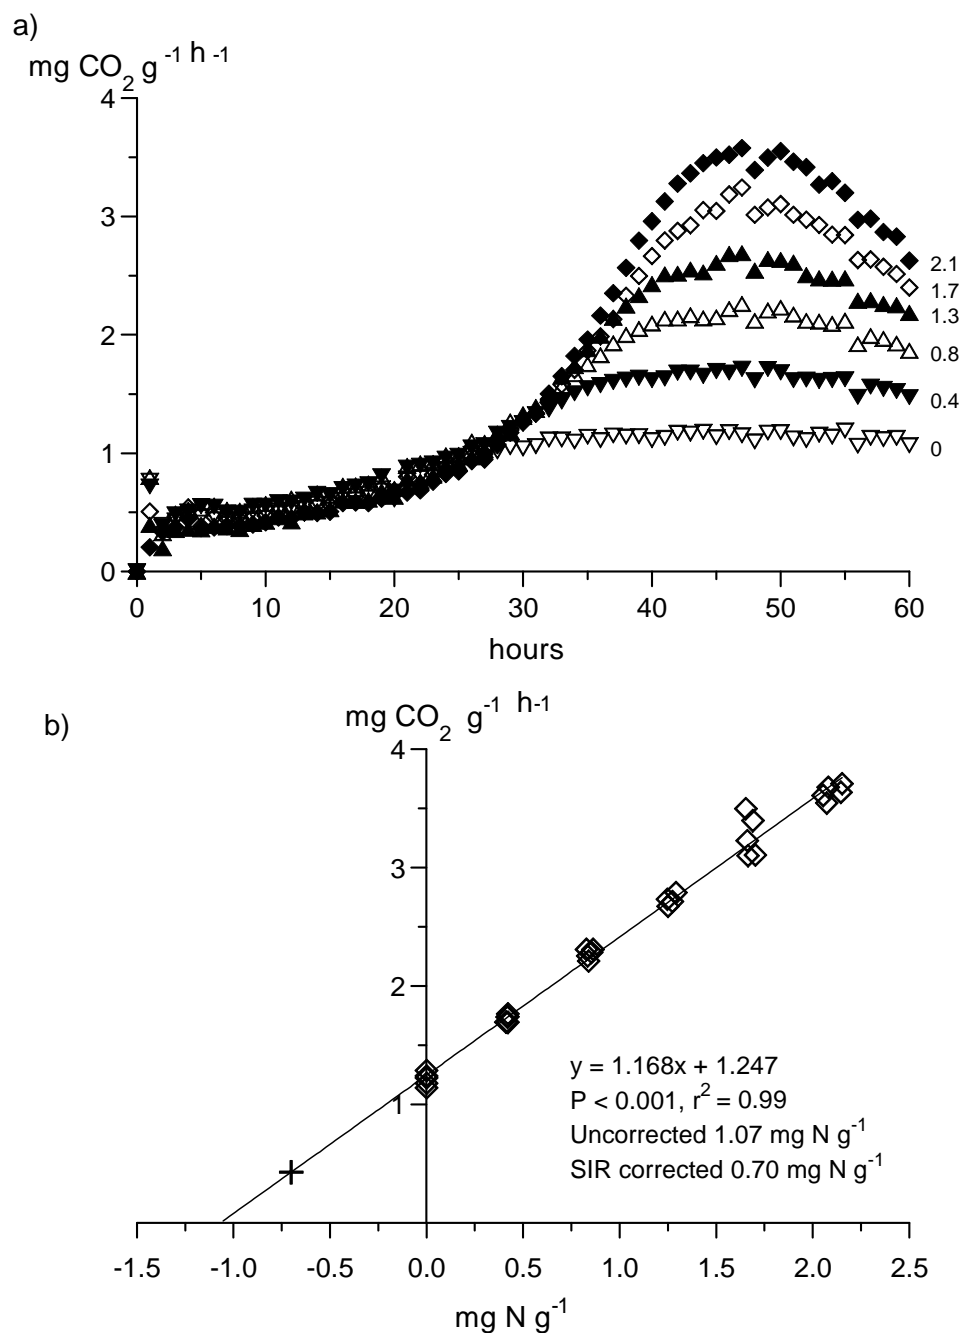 a)
mg CO₂ g⁻¹ h⁻¹
4
3
2
1
0
0 10 20 30 40 50 60
hours
2.1
1.7
1.3
0.8
0.4
0
b)
mg CO₂ g⁻¹ h⁻¹
4
3
2
1
y = 1.168x + 1.247
P < 0.001, r² = 0.99
Uncorrected 1.07 mg N g⁻¹
SIR corrected 0.70 mg N g⁻¹
-1.5 -1.0 -0.5 0.0 0.5 1.0 1.5 2.0 2.5
mg N g⁻¹